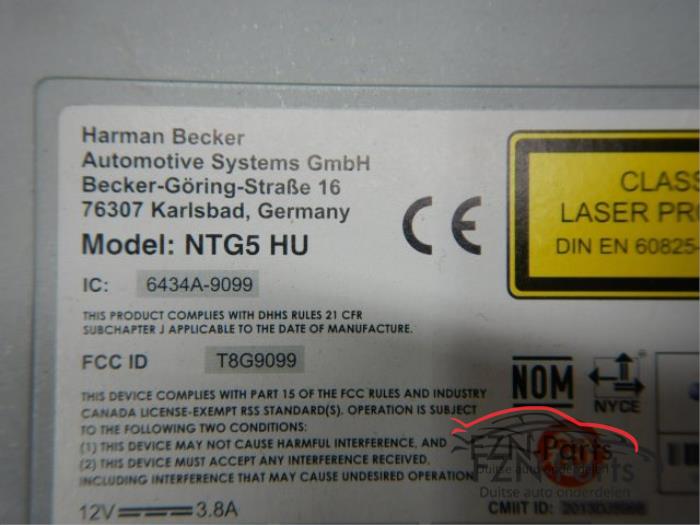 Harman Becker
Automotive Systems GmbH
Becker-Göring-Straße 16
76307 Karlsbad, Germany
Model: NTG5 HU
IC: 6434A-9099
THIS PRODUCT COMPLIES WITH DHHS RULES 21 CFR
SUBCHAPTER J APPLICABLE TO THE DATE OF MANUFACTURE.
FCC ID T8G9099
THIS DEVICE COMPLIES WITH PART 15 OF THE FCC RULES AND INDUSTRY
CANADA LICENSE-EXEMPT RSS STANDARD(S). OPERATION IS SUBJECT
TO THE FOLLOWING TWO CONDITIONS:
(1) THIS DEVICE MAY NOT CAUSE HARMFUL INTERFERENCE, AND
(2) THIS DEVICE MUST ACCEPT ANY INTERFERENCE RECEIVED,
INCLUDING INTERFERENCE THAT MAY CAUSE UNDESIRED OPERATION
12V 3.8A
CE
CLASS
LASER PRO
DIN EN 60825-
NOM
NYCE
FZN Parts
Duitse auto onderdelen
CMIIT ID: